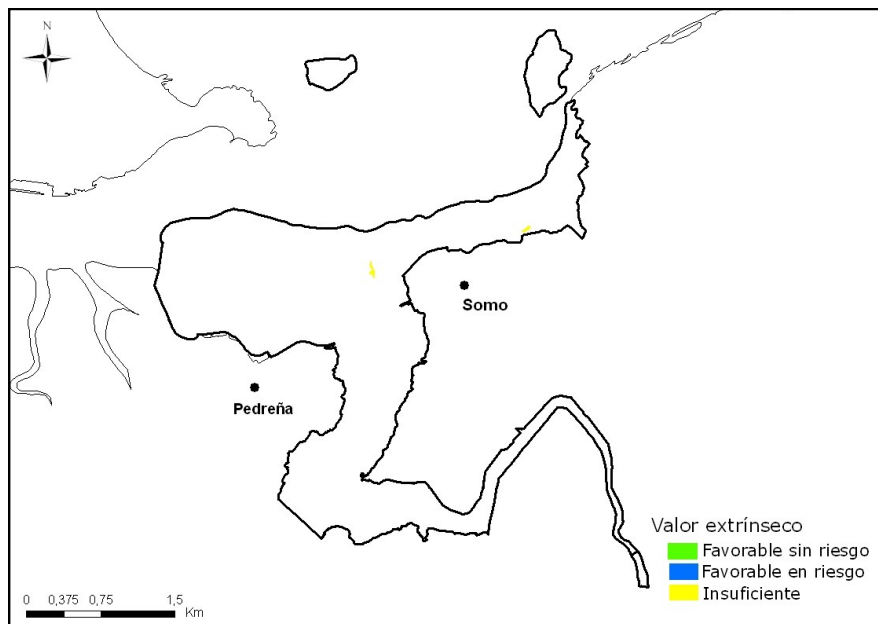 N
Somo
Pedreña
Valor extrínseco
Favorable sin riesgo
Favorable en riesgo
Insuficiente
0 0,375 0,75 1,5
Km